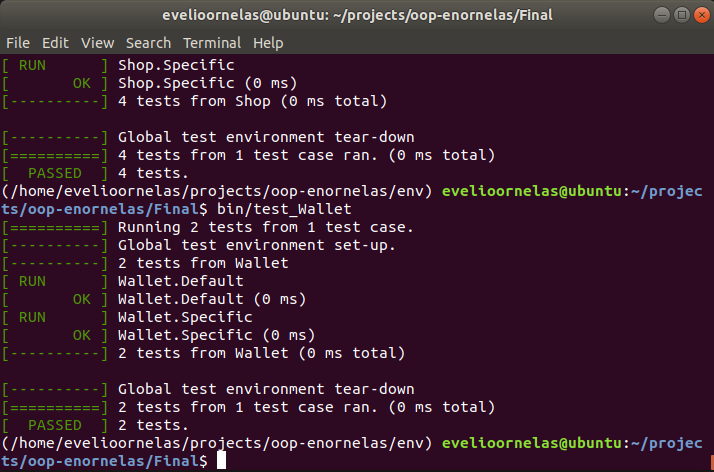 evelioornelas@ubuntu: ~/projects/oop-enornelas/Final
File Edit View Search Terminal Help
[ RUN      ] Shop.Specific
[       OK ] Shop.Specific (0 ms)
[----------] 4 tests from Shop (0 ms total)

[----------] Global test environment tear-down
[==========] 4 tests from 1 test case ran. (0 ms total)
[  PASSED  ] 4 tests.
(/home/evelioornelas/projects/oop-enornelas/env) evelioornelas@ubuntu:~/projec
ts/oop-enornelas/Final$ bin/test_Wallet
[==========] Running 2 tests from 1 test case.
[----------] Global test environment set-up.
[----------] 2 tests from Wallet
[ RUN      ] Wallet.Default
[       OK ] Wallet.Default (0 ms)
[ RUN      ] Wallet.Specific
[       OK ] Wallet.Specific (0 ms)
[----------] 2 tests from Wallet (0 ms total)

[----------] Global test environment tear-down
[==========] 2 tests from 1 test case ran. (0 ms total)
[  PASSED  ] 2 tests.
(/home/evelioornelas/projects/oop-enornelas/env) evelioornelas@ubuntu:~/projec
ts/oop-enornelas/Final$